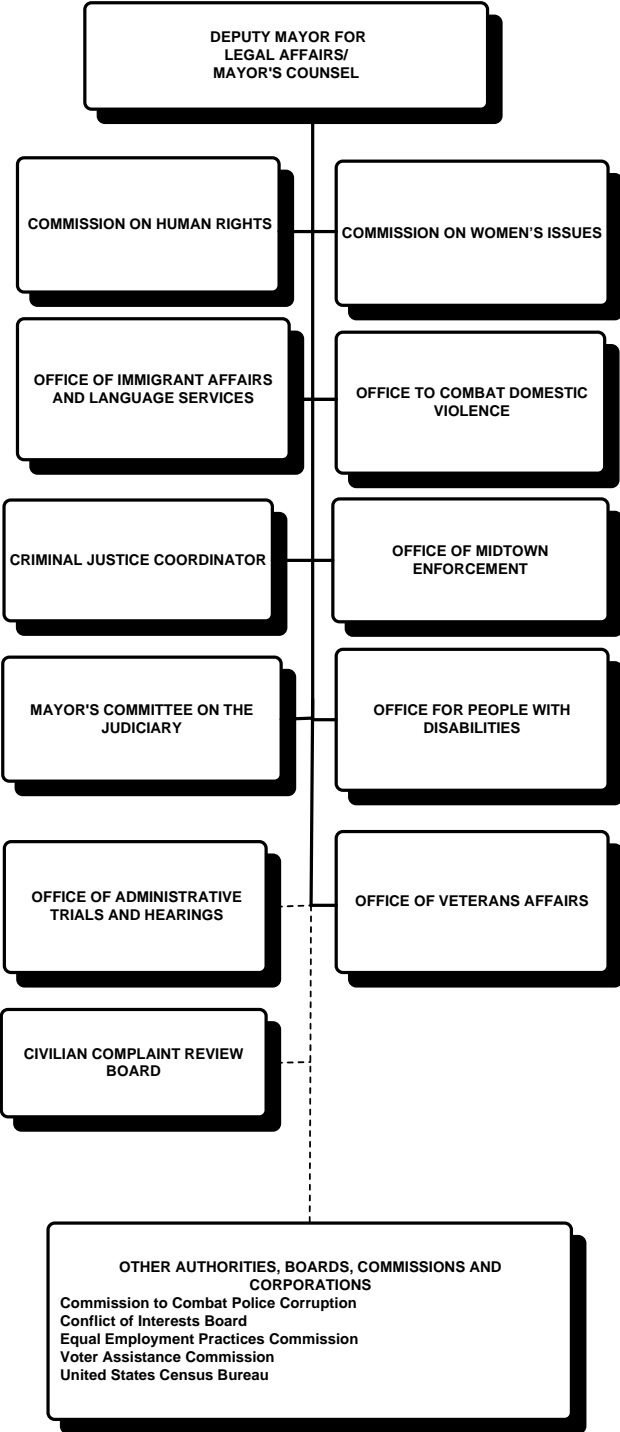 DEPUTY MAYOR FOR
LEGAL AFFAIRS/
MAYOR'S COUNSEL
COMMISSION ON HUMAN RIGHTS
COMMISSION ON WOMEN’S ISSUES
OFFICE OF IMMIGRANT AFFAIRS
AND LANGUAGE SERVICES
OFFICE TO COMBAT DOMESTIC
VIOLENCE
CRIMINAL JUSTICE COORDINATOR
OFFICE OF MIDTOWN
ENFORCEMENT
MAYOR'S COMMITTEE ON THE
JUDICIARY
OFFICE FOR PEOPLE WITH
DISABILITIES
OFFICE OF ADMINISTRATIVE
TRIALS AND HEARINGS
OFFICE OF VETERANS AFFAIRS
CIVILIAN COMPLAINT REVIEW
BOARD
OTHER AUTHORITIES, BOARDS, COMMISSIONS AND
CORPORATIONS
Commission to Combat Police Corruption
Conflict of Interests Board
Equal Employment Practices Commission
Voter Assistance Commission
United States Census Bureau